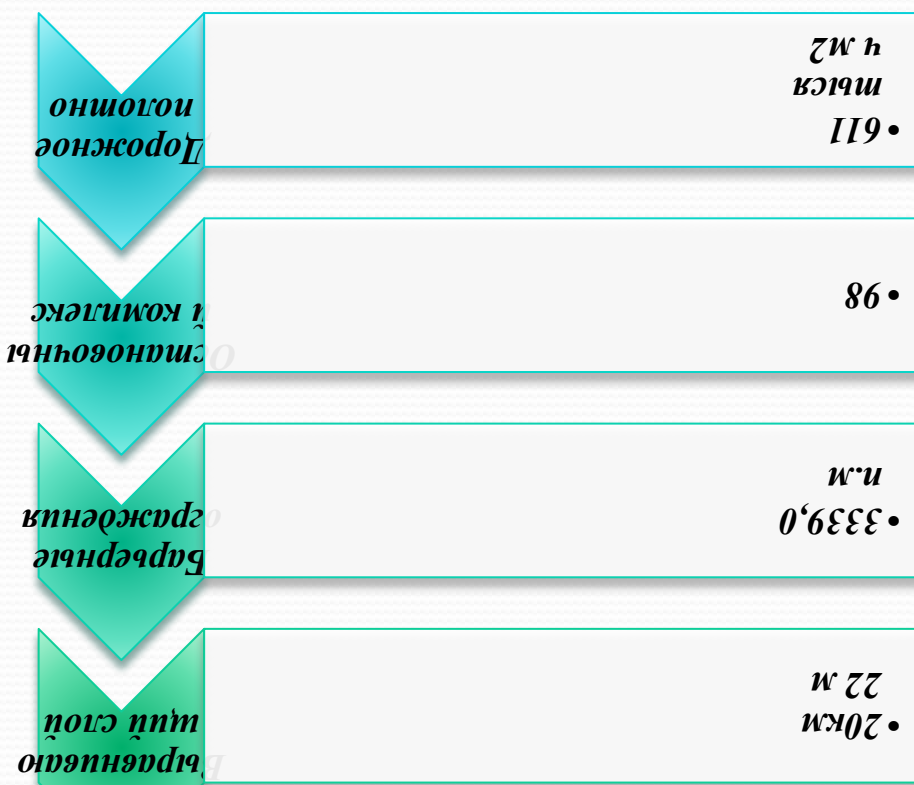 Выравниваю
щий слой
• 20км
22 м
Барьерные
ограждения
• 3339,0
п.м
Остановочны
й комплекс
• 98
Дорожное
полотно
• 611
тыся
ч м2